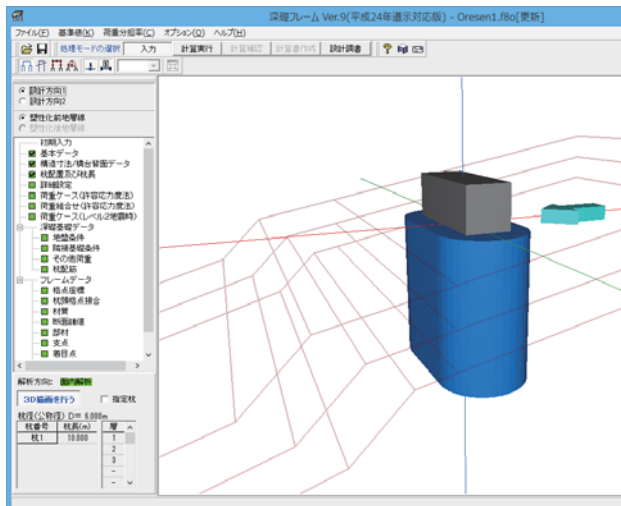 深礎フレーム Ver.9(平成24年道示対応版) - Oresen1.f8o[更新]
ファイル(F) 基準値(K) 荷重分担率(C) オプション(O) ヘルプ(H)
処理モードの選択 入力 計算実行 計算確認 計算書作成 設計調書
設計方向1
設計方向2
塑性化前地層線
塑性化後地層線
初期入力
基本データ
構造寸法/橋台背面データ
杭配置及び杭長
詳細設定
荷重ケース(許容応力度法)
荷重組合せ(許容応力度法)
荷重ケース(レベル2地震時)
深礎基礎データ
地盤条件
隣接基礎条件
その他荷重
杭配筋
フレームデータ
格点座標
杭頭格点接合
材質
断面諸値
部材
支点
着目点
解析方向: 面内解析
3D描画を行う 指定杭
杭径(公称径) D= 6.000m
杭番号 杭長(m) 層
杭1 10.000 1
2
3
-
-